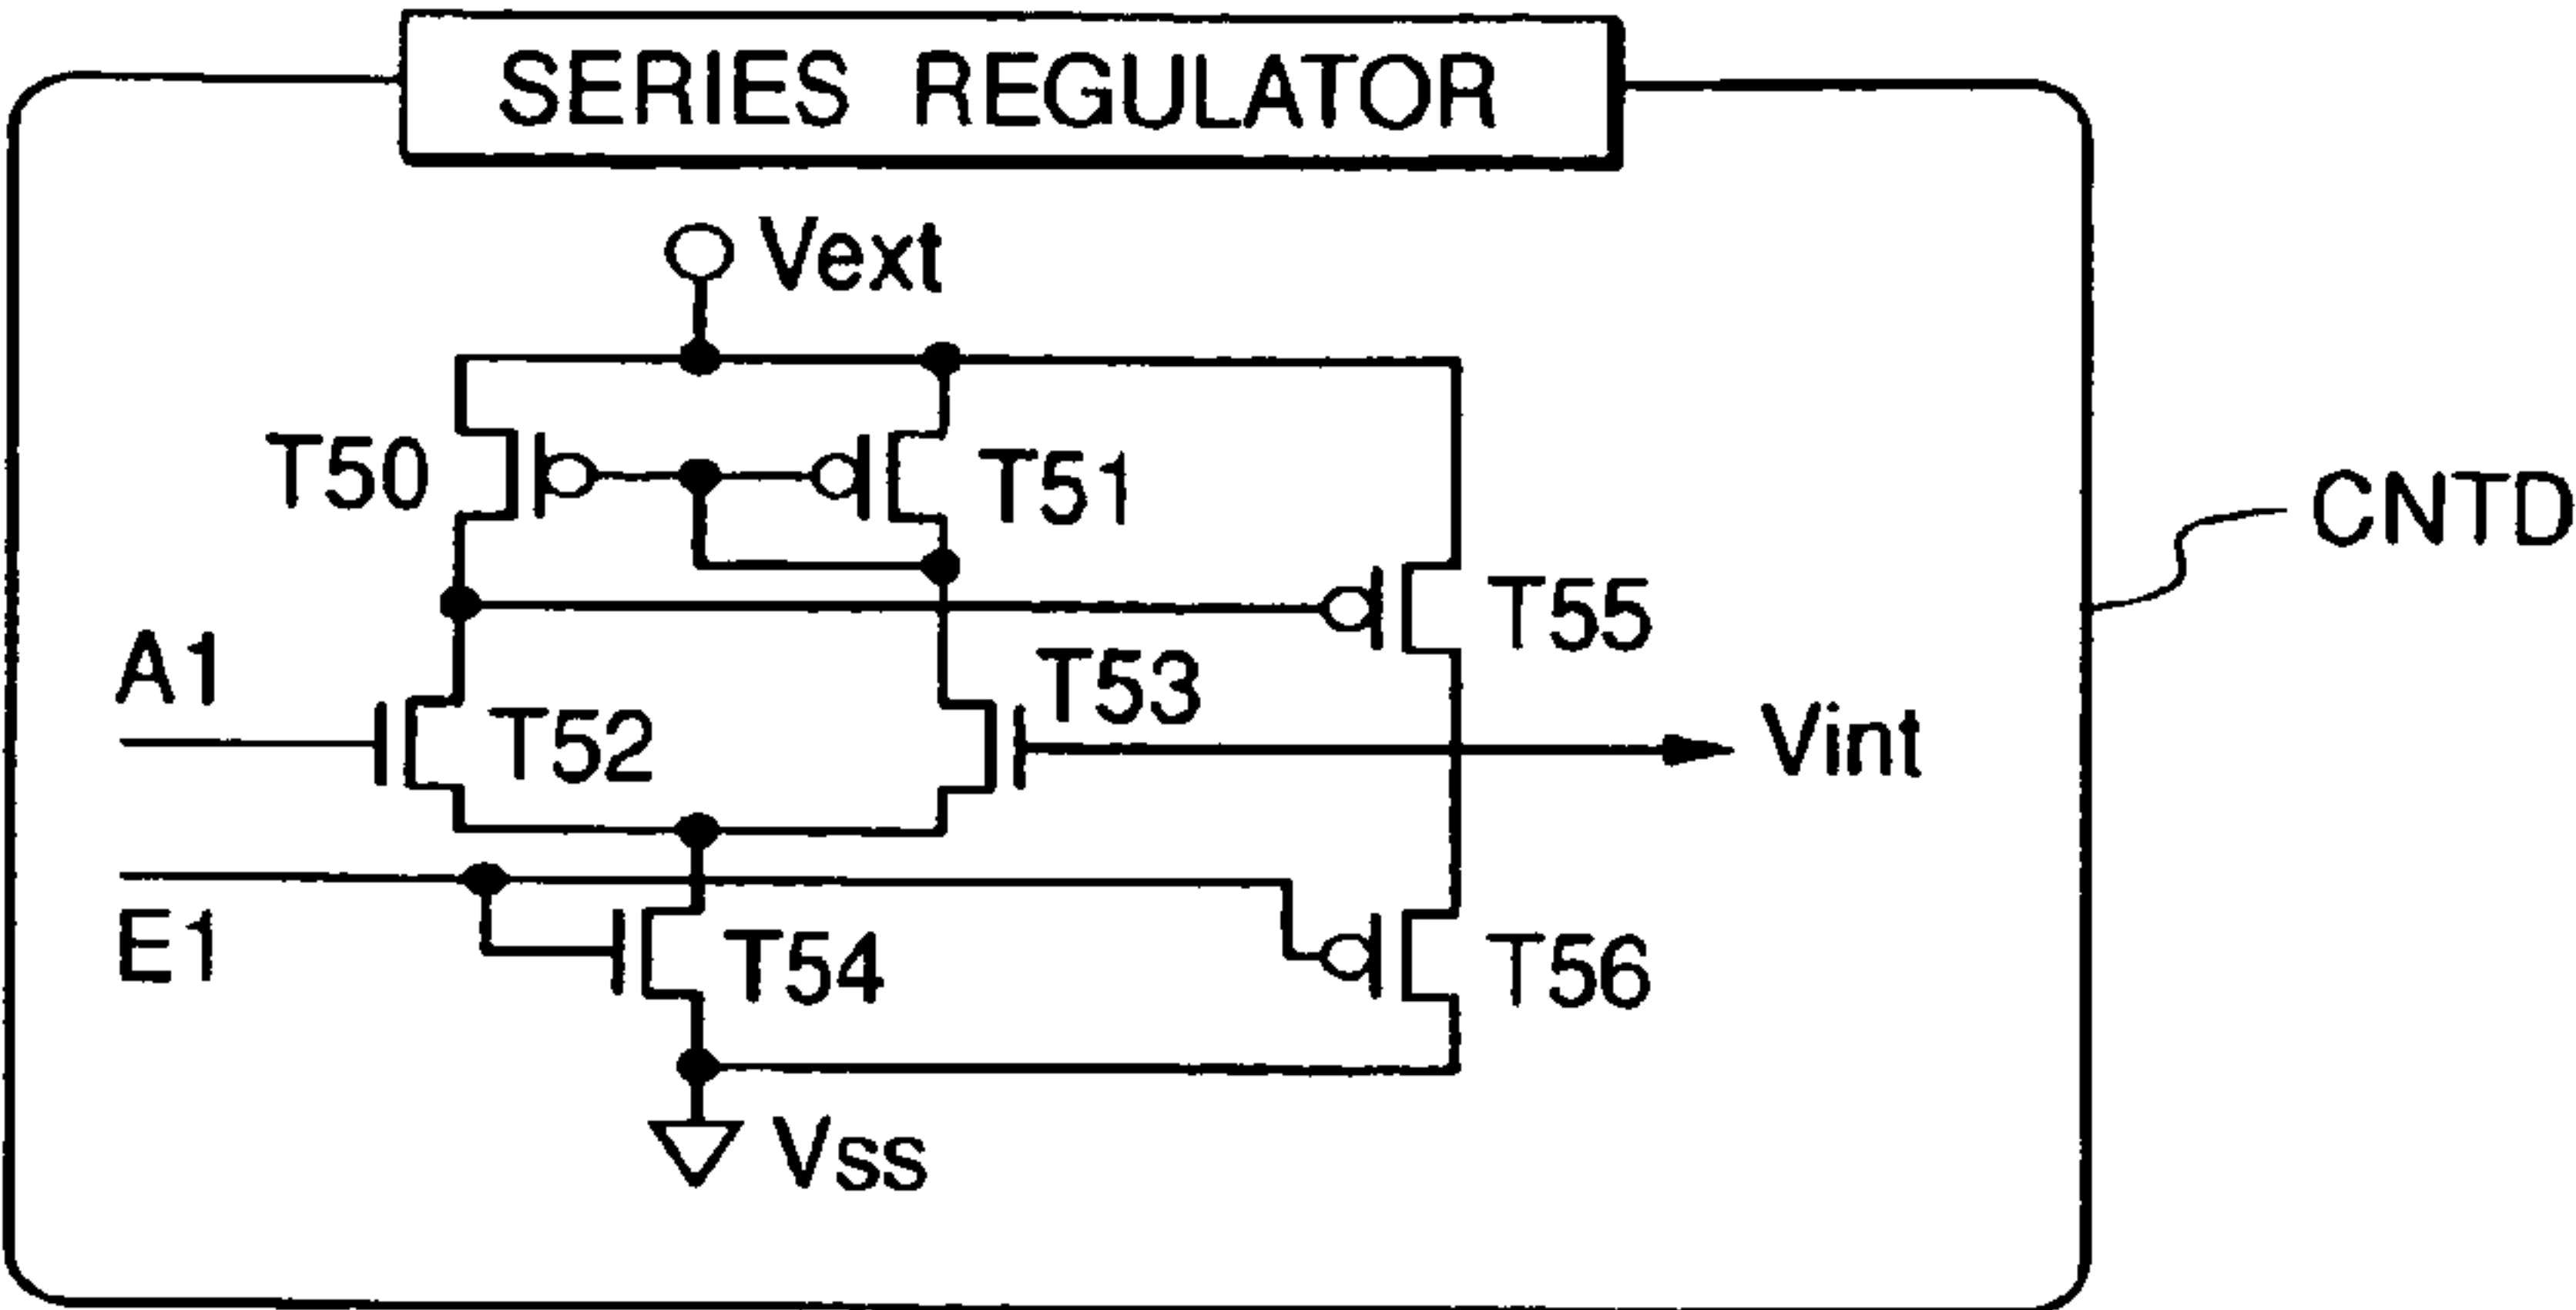 SERIES REGULATOR
Vext
T50
T51
CNTD
T55
A1
T53
T52
Vint
E1
T54
T56
Vss